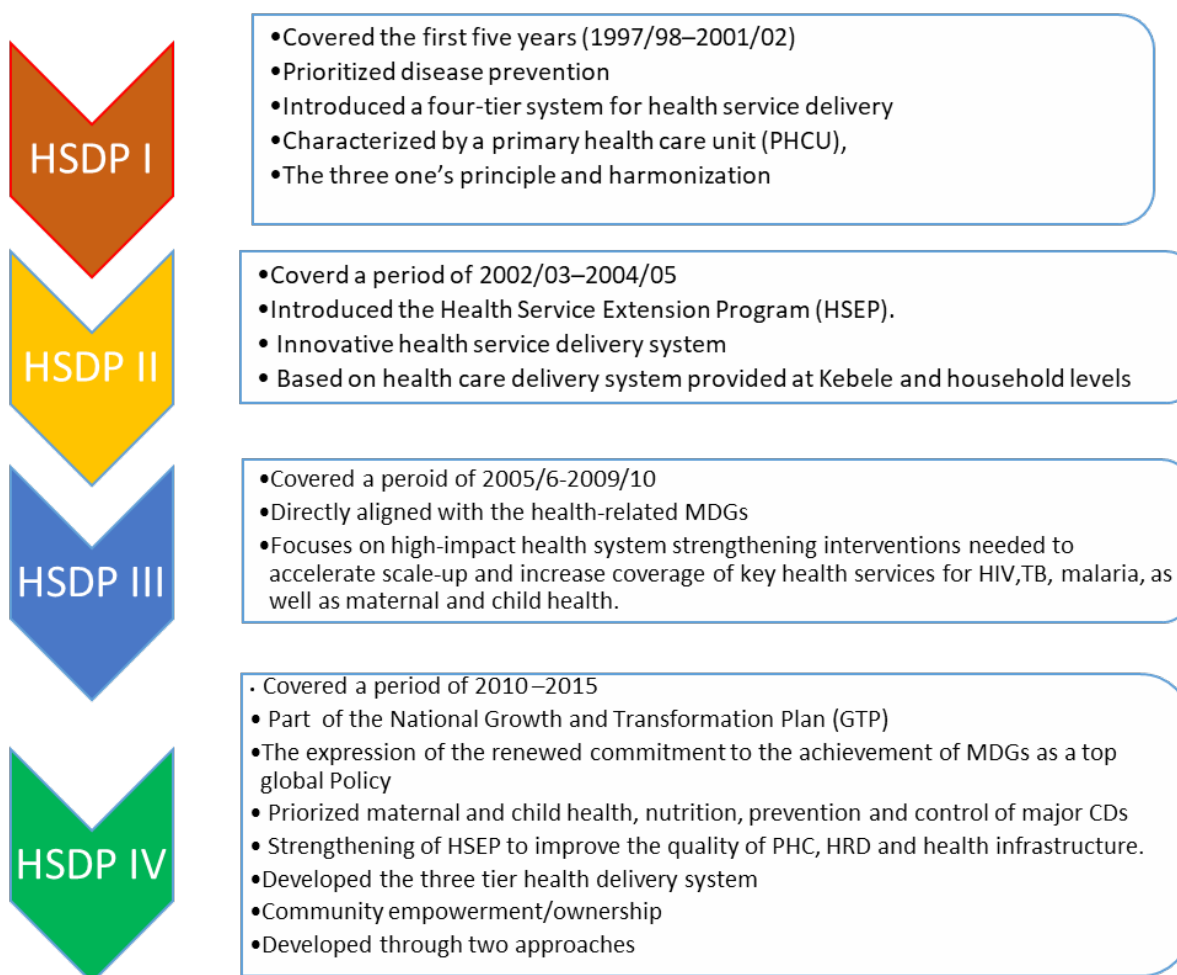 HSDP I
•Covered the first five years (1997/98–2001/02)
•Prioritized disease prevention
•Introduced a four-tier system for health service delivery
•Characterized by a primary health care unit (PHCU),
•The three one's principle and harmonization
HSDP II
•Coverd a period of 2002/03–2004/05
•Introduced the Health Service Extension Program (HSEP).
• Innovative health service delivery system
• Based on health care delivery system provided at Kebele and household levels
HSDP III
•Covered a peroid of 2005/6-2009/10
•Directly aligned with the health-related MDGs
•Focuses on high-impact health system strengthening interventions needed to
accelerate scale-up and increase coverage of key health services for HIV,TB, malaria, as
well as maternal and child health.
HSDP IV
. Covered a period of 2010 –2015
• Part of the National Growth and Transformation Plan (GTP)
•The expression of the renewed commitment to the achievement of MDGs as a top
global Policy
• Priorized maternal and child health, nutrition, prevention and control of major CDs
• Strengthening of HSEP to improve the quality of PHC, HRD and health infrastructure.
•Developed the three tier health delivery system
•Community empowerment/ownership
•Developed through two approaches